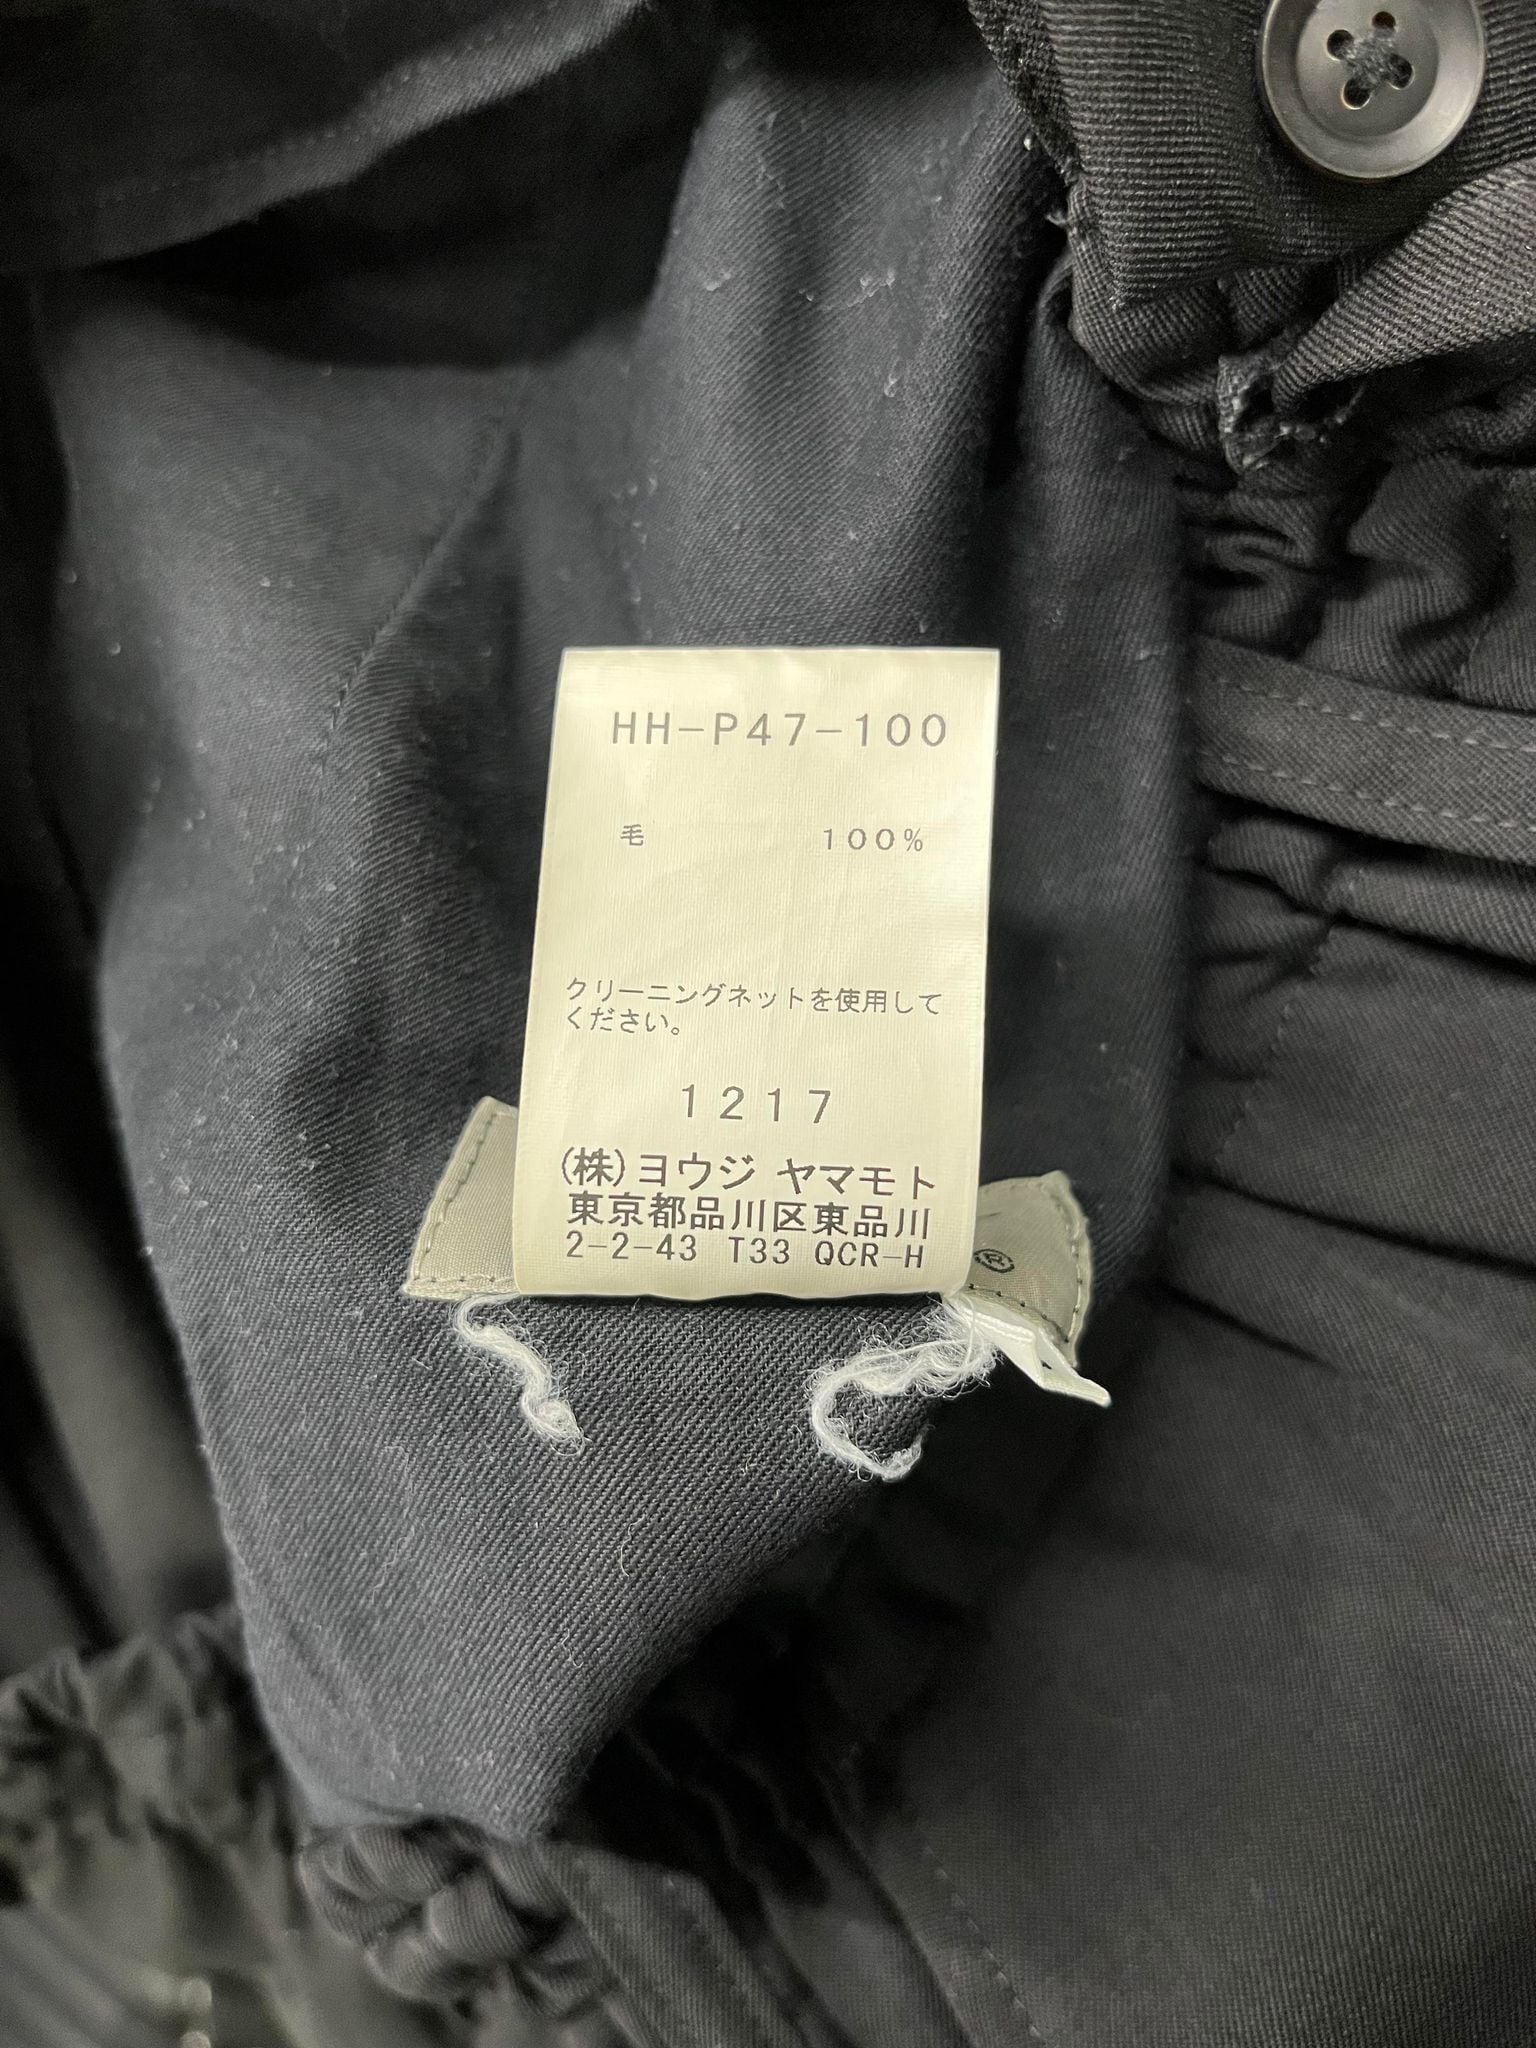 HH-P47-100
毛 100%
クリーニングネットを使用して
ください。
1217
(株)ヨウジ ヤマモト
東京都品川区東品川
2-2-43 T33 QCR-H
®